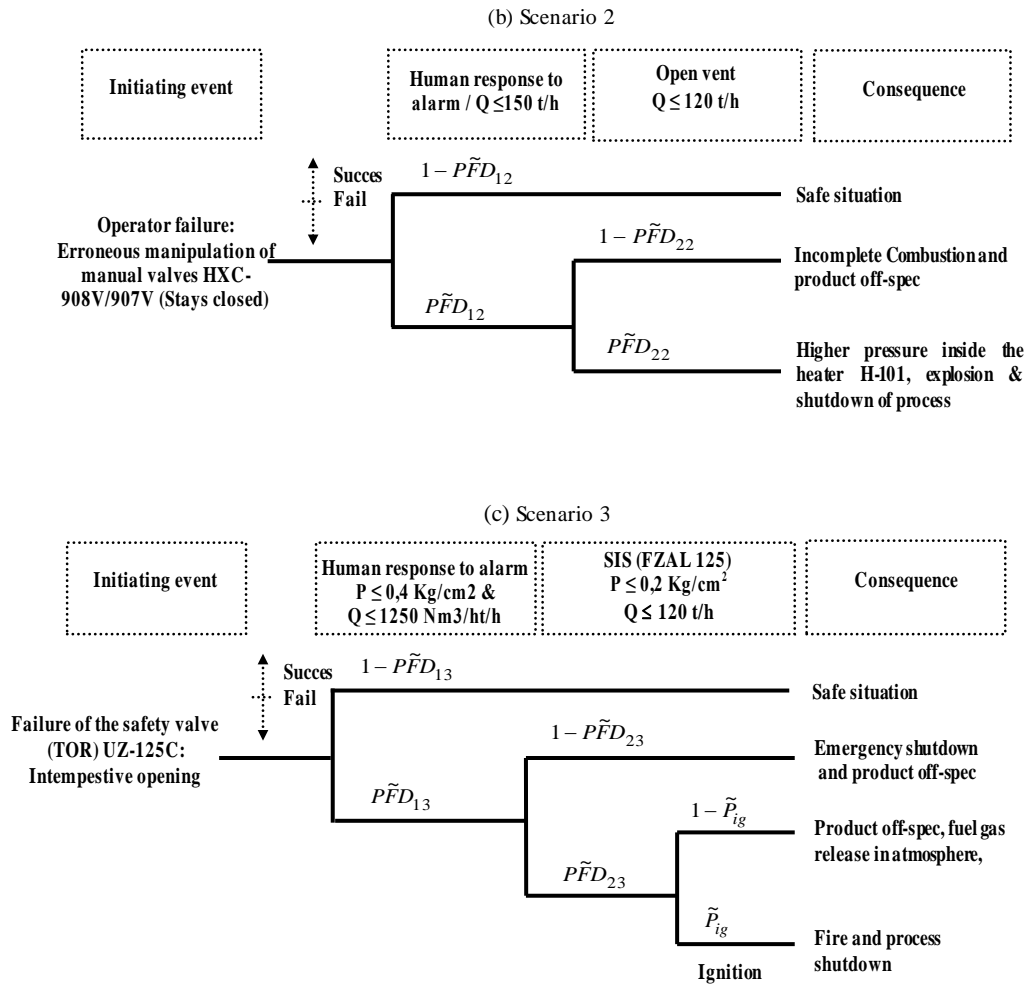 (b) Scenario 2
Initiating event
Human response to
alarm / Q ≤150 t/h
Open vent
Q ≤ 120 t/h
Consequence
Succes
Fail
1 − PF̃D₁₂
Safe situation
Operator failure:
Erroneous manipulation of
manual valves HXC-
908V/907V (Stays closed)
1 − PF̃D₂₂
Incomplete Combustion and
product off-spec
PF̃D₁₂
PF̃D₂₂
Higher pressure inside the
heater H-101, explosion &
shutdown of process
(c) Scenario 3
Initiating event
Human response to alarm
P ≤ 0,4 Kg/cm2 &
Q ≤ 1250 Nm3/ht/h
SIS (FZAL 125)
P ≤ 0,2 Kg/cm²
Q ≤ 120 t/h
Consequence
Succes
Fail
1 − PF̃D₁₃
Safe situation
Failure of the safety valve
(TOR) UZ-125C:
Intempestive opening
1 − PF̃D₂₃
Emergency shutdown
and product off-spec
PF̃D₁₃
1 − P̃ig
Product off-spec, fuel gas
release in atmosphere,
PF̃D₂₃
P̃ig
Fire and process
shutdown
Ignition